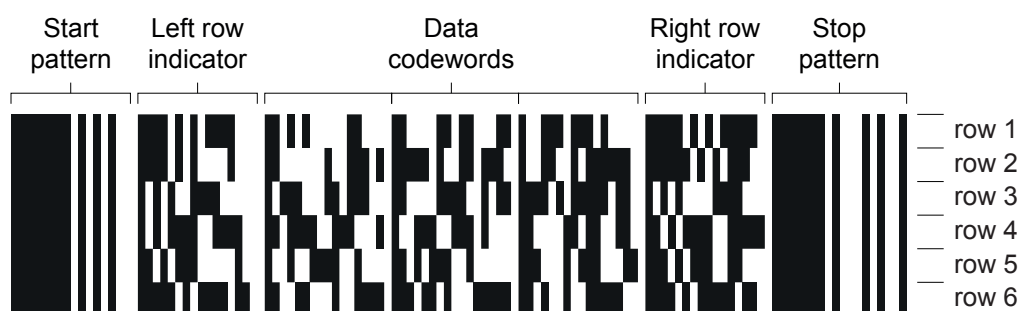 Start pattern
Left row indicator
Data codewords
Right row indicator
Stop pattern
row 1
row 2
row 3
row 4
row 5
row 6